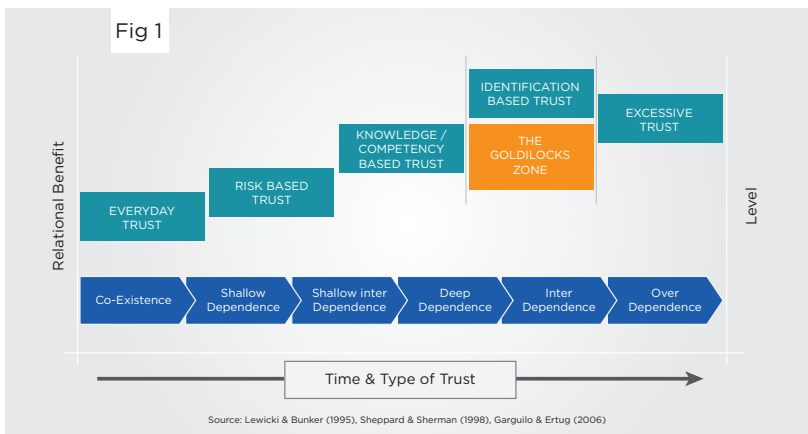 Fig 1
IDENTIFICATION
BASED TRUST
EXCESSIVE
TRUST
KNOWLEDGE /
COMPETENCY
BASED TRUST
THE
GOLDILOCKS
ZONE
RISK BASED
TRUST
EVERYDAY
TRUST
Relational Benefit
Level
Co-Existence
Shallow
Dependence
Shallow inter
Dependence
Deep
Dependence
Inter
Dependence
Over
Dependence
Time & Type of Trust
Source: Lewicki & Bunker (1995), Sheppard & Sherman (1998), Garguilo & Ertug (2006)